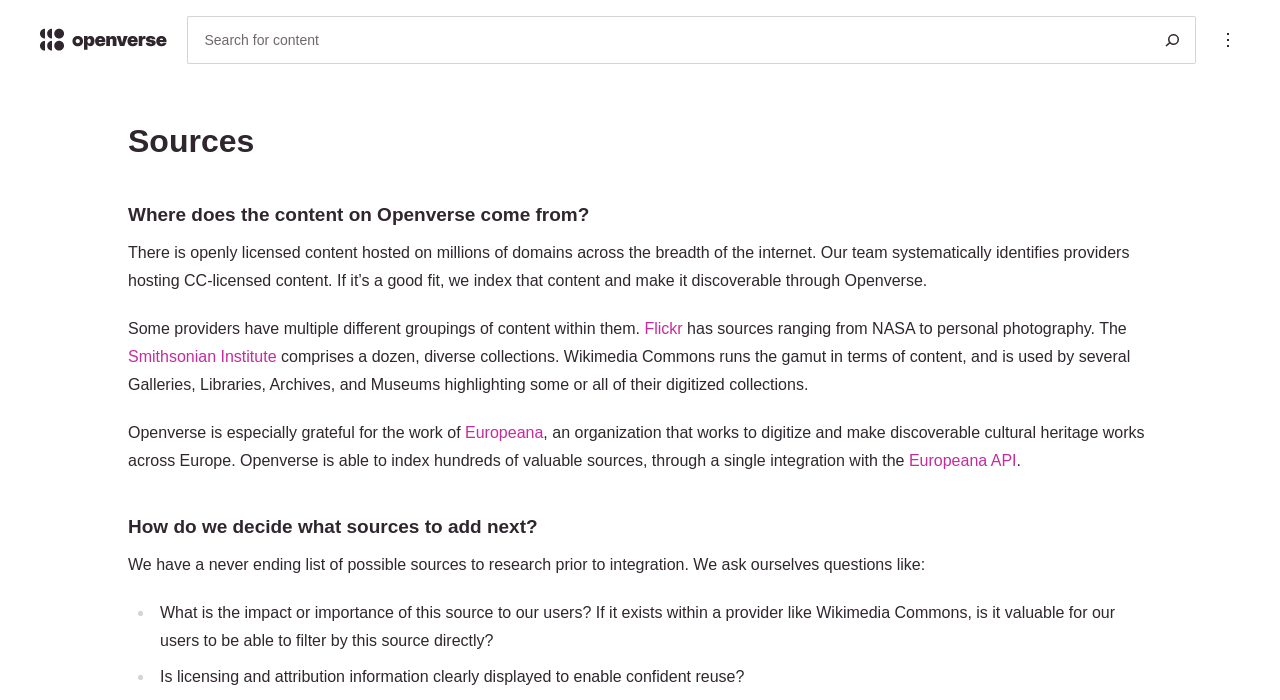 openverse
Search for content
Sources
Where does the content on Openverse come from?
There is openly licensed content hosted on millions of domains across the breadth of the internet. Our team systematically identifies providers
hosting CC-licensed content. If it’s a good fit, we index that content and make it discoverable through Openverse.
Some providers have multiple different groupings of content within them. Flickr has sources ranging from NASA to personal photography. The
Smithsonian Institute comprises a dozen, diverse collections. Wikimedia Commons runs the gamut in terms of content, and is used by several
Galleries, Libraries, Archives, and Museums highlighting some or all of their digitized collections.
Openverse is especially grateful for the work of Europeana, an organization that works to digitize and make discoverable cultural heritage works
across Europe. Openverse is able to index hundreds of valuable sources, through a single integration with the Europeana API.
How do we decide what sources to add next?
We have a never ending list of possible sources to research prior to integration. We ask ourselves questions like:
What is the impact or importance of this source to our users? If it exists within a provider like Wikimedia Commons, is it valuable for our
users to be able to filter by this source directly?
Is licensing and attribution information clearly displayed to enable confident reuse?